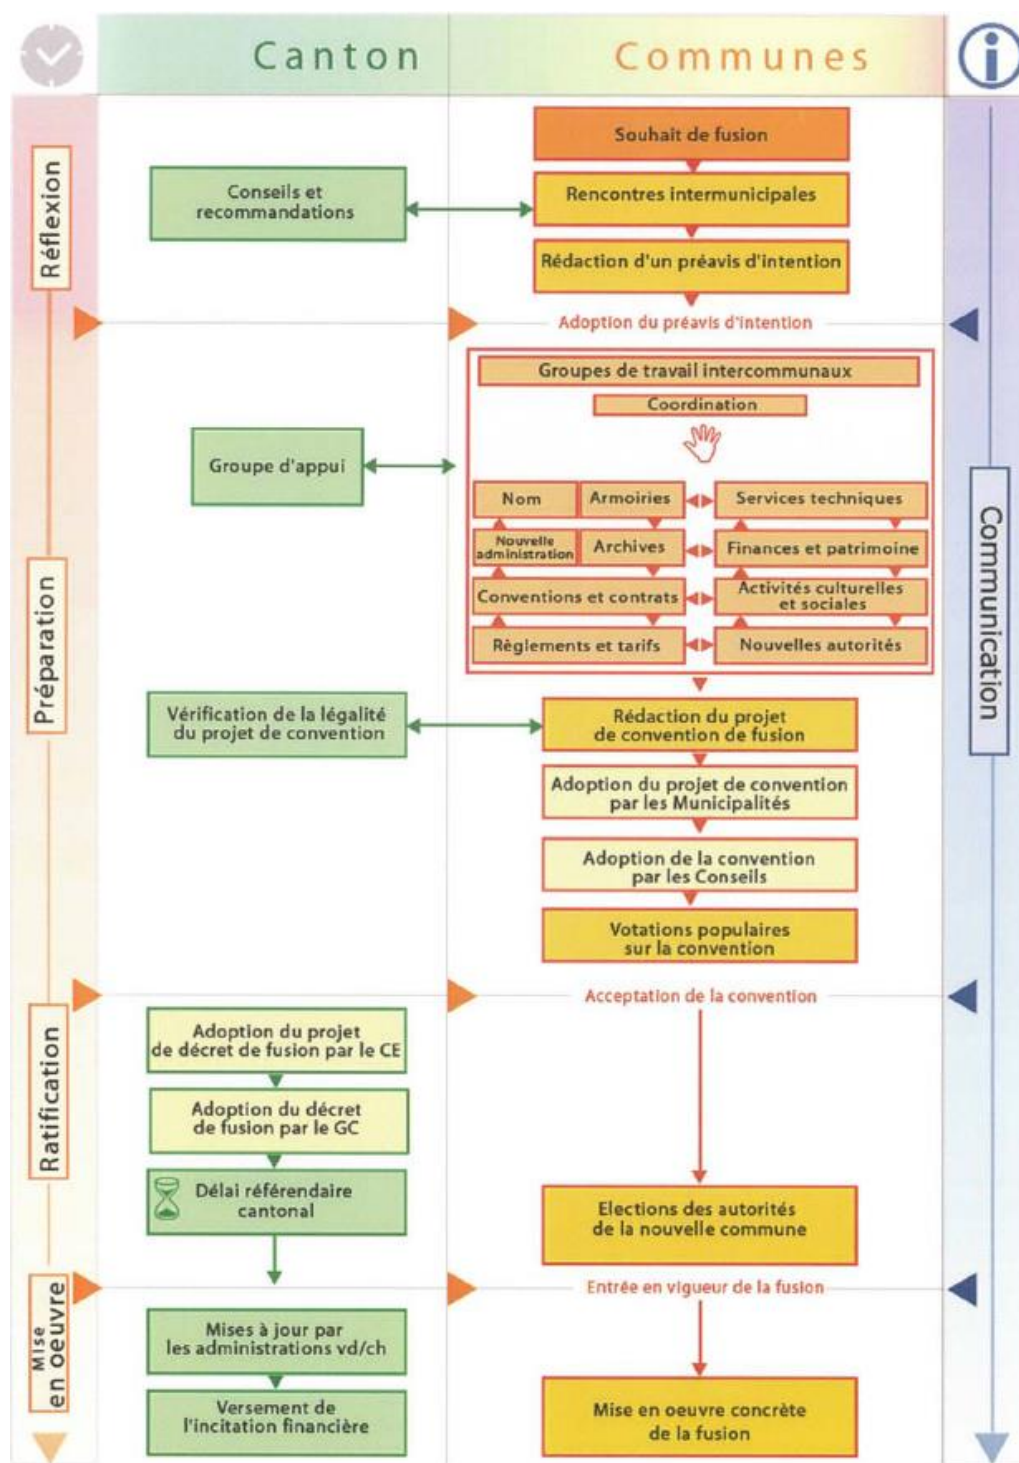 Canton
Communes
Réflexion
Souhait de fusion
Conseils et
recommandations
Rencontres intermunicipales
Rédaction d'un préavis d'intention
Adoption du préavis d'intention
Préparation
Communication
Groupes de travail intercommunaux
Coordination
Groupe d'appui
Nom
Armoiries
Services techniques
Nouvelle
administration
Archives
Finances et patrimoine
Conventions et contrats
Activités culturelles
et sociales
Règlements et tarifs
Nouvelles autorités
Vérification de la légalité
du projet de convention
Rédaction du projet
de convention de fusion
Adoption du projet de convention
par les Municipalités
Adoption de la convention
par les Conseils
Votations populaires
sur la convention
Acceptation de la convention
Ratification
Adoption du projet
de décret de fusion par le CE
Adoption du décret
de fusion par le GC
Délai référendaire
cantonal
Elections des autorités
de la nouvelle commune
Entrée en vigueur de la fusion
Mise
en oeuvre
Mises à jour par
les administrations vd/ch
Versement de
l'incitation financière
Mise en oeuvre concrète
de la fusion